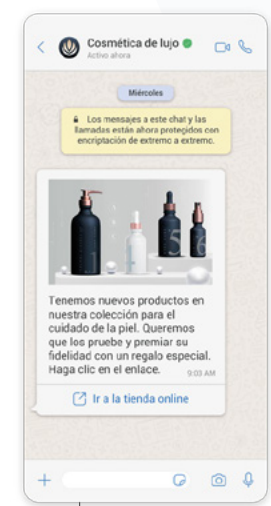 Cosmética de lujo
Activo ahora
Miércoles
Los mensajes a este chat y las
llamadas están ahora protegidos con
encriptación de extremo a extremo.
5
6
Tenemos nuevos productos en
nuestra colección para el
cuidado de la piel. Queremos
que los pruebe y premiar su
fidelidad con un regalo especial.
Haga clic en el enlace.
9:03 AM
Ir a la tienda online